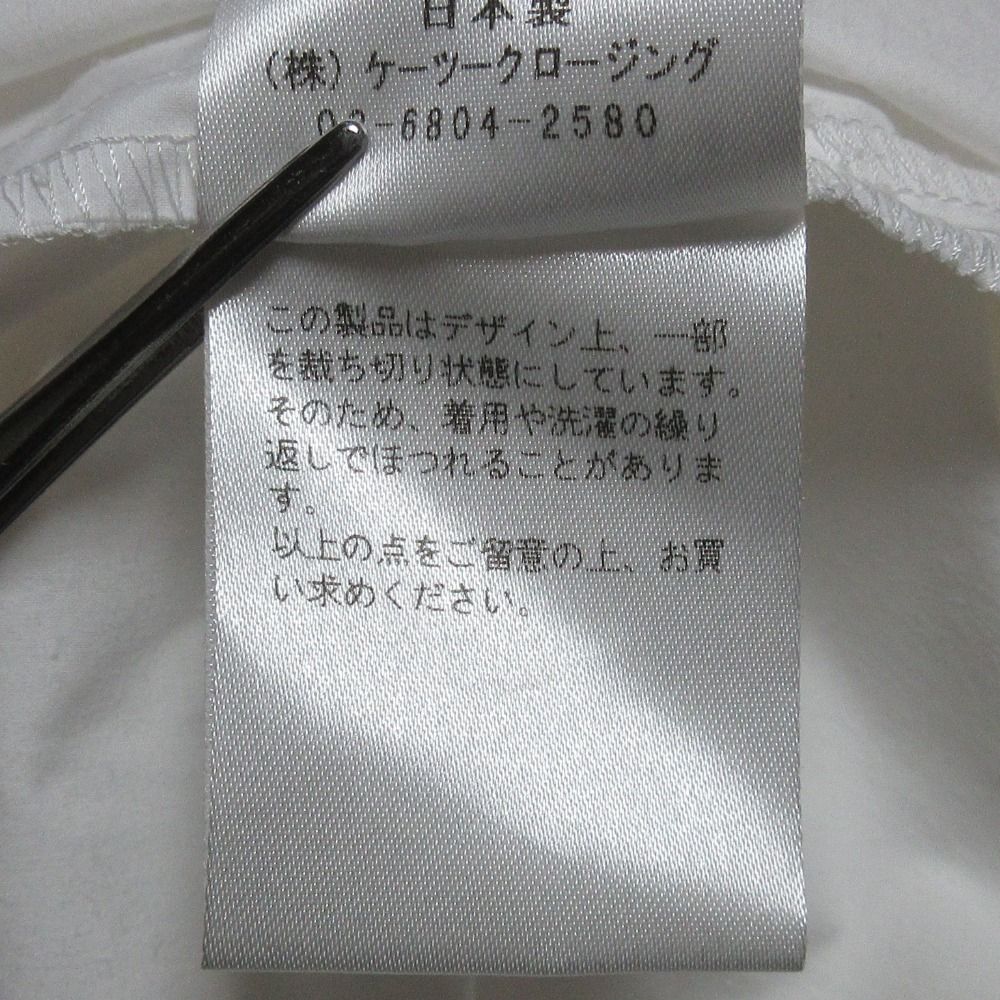 日本製
(株)ケーツークロージング
03-6804-2580
この製品はデザイン上、一部
を裁ち切り状態にしています。
そのため、着用や洗濯の繰り
返しでほつれることがありま
す。
以上の点をご留意の上、お買
い求めください。